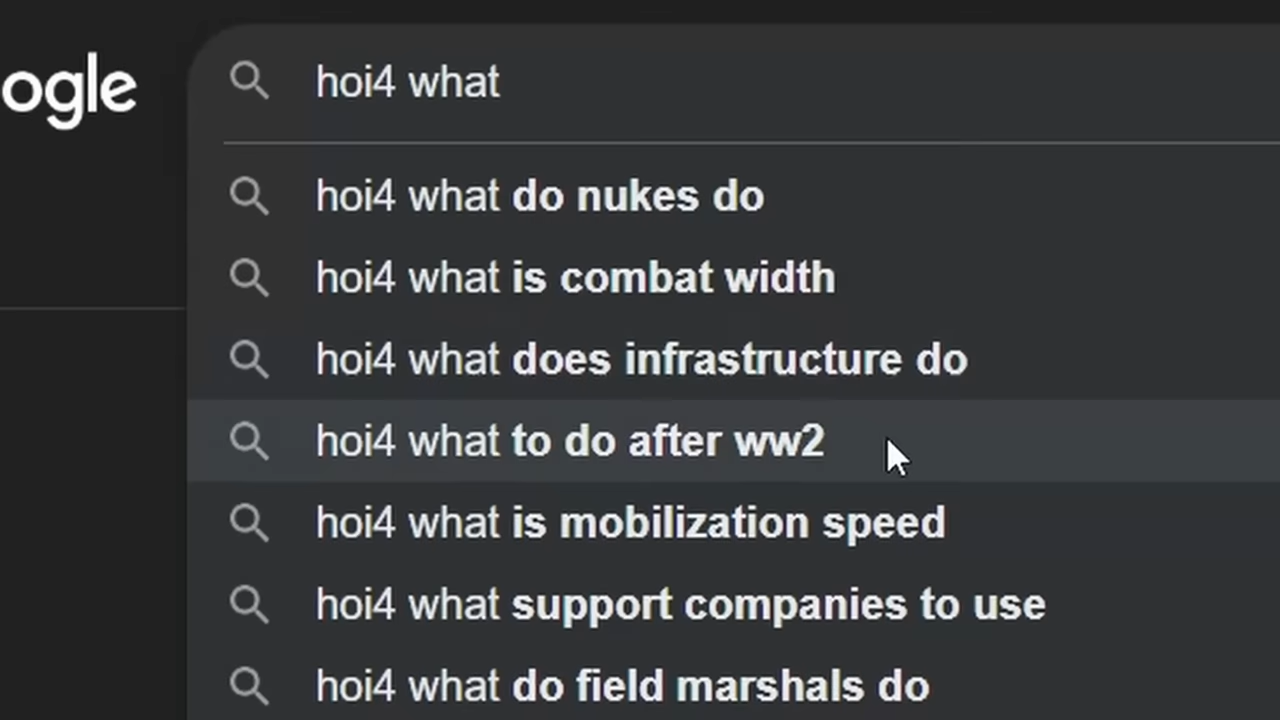 ogle
hoi4 what
hoi4 what do nukes do
hoi4 what is combat width
hoi4 what does infrastructure do
hoi4 what to do after ww2
hoi4 what is mobilization speed
hoi4 what support companies to use
hoi4 what do field marshals do